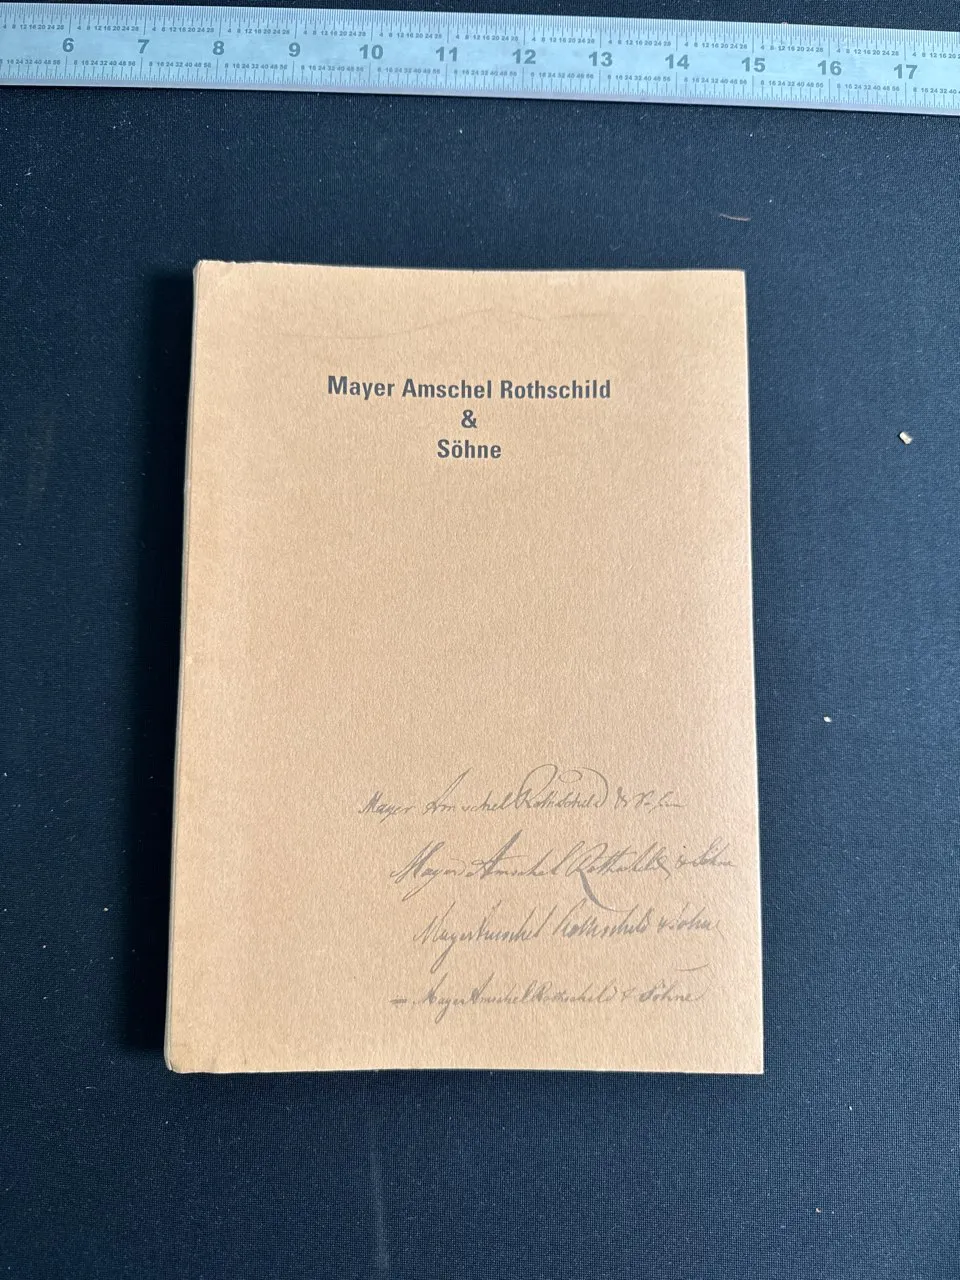 6 7 8 9 10 11 12 13 14 15 16 17
Mayer Amschel Rothschild
&
Söhne
Mayer Amschel Rothschild &
Mayer Amschel Rothschild & Söhne
Mayer Amschel Rothschild & Söhne
Mayer Amschel Rothschild & Söhne